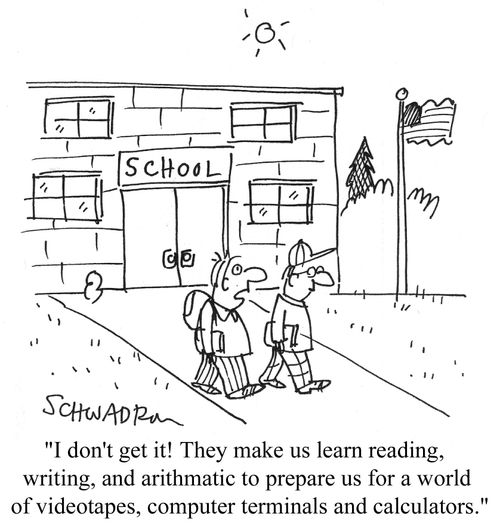 SCHOOL
SCHWADRON
"I don't get it! They make us learn reading,
writing, and arithmatic to prepare us for a world
of videotapes, computer terminals and calculators."